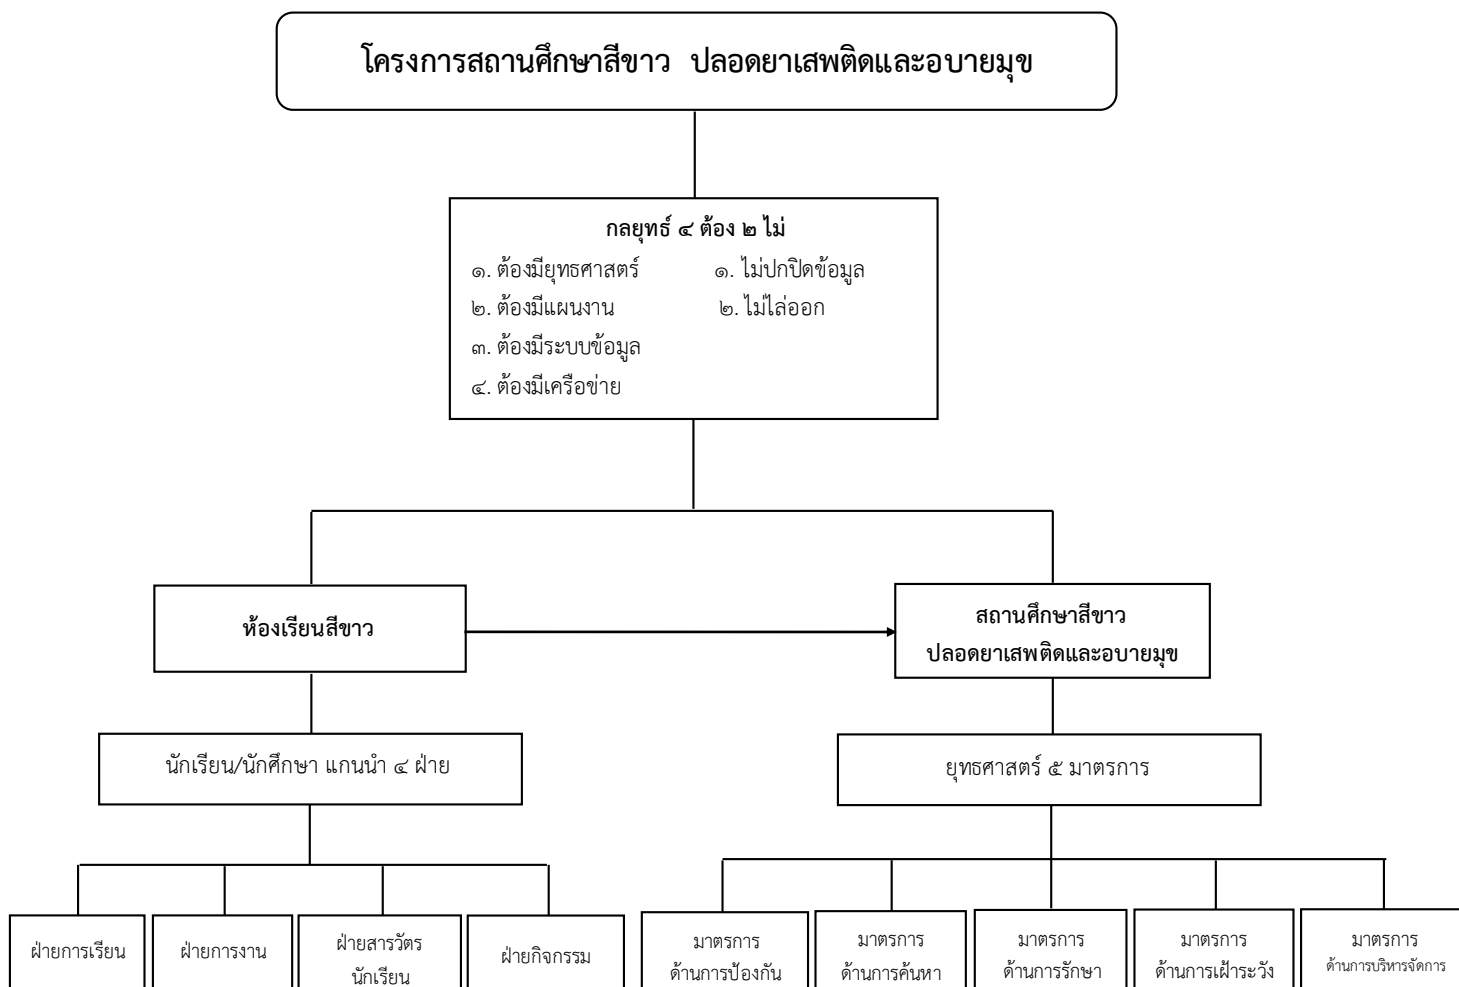 โครงการสถานศึกษาสีขาว ปลอดยาเสพติดและอบายมุข
กลยุทธ์ ๔ ต้อง ๒ ไม่
๑. ต้องมียุทธศาสตร์ ๑. ไม่ปกปิดข้อมูล
๒. ต้องมีแผนงาน ๒. ไม่ไล่ออก
๓. ต้องมีระบบข้อมูล
๔. ต้องมีเครือข่าย
ห้องเรียนสีขาว
สถานศึกษาสีขาว
ปลอดยาเสพติดและอบายมุข
นักเรียน/นักศึกษา แกนนำ ๔ ฝ่าย
ยุทธศาสตร์ ๕ มาตรการ
ฝ่ายการเรียน
ฝ่ายการงาน
ฝ่ายสารวัตร
นักเรียน
ฝ่ายกิจกรรม
มาตรการ
ด้านการป้องกัน
มาตรการ
ด้านการค้นหา
มาตรการ
ด้านการรักษา
มาตรการ
ด้านการเฝ้าระวัง
มาตรการ
ด้านการบริหารจัดการ